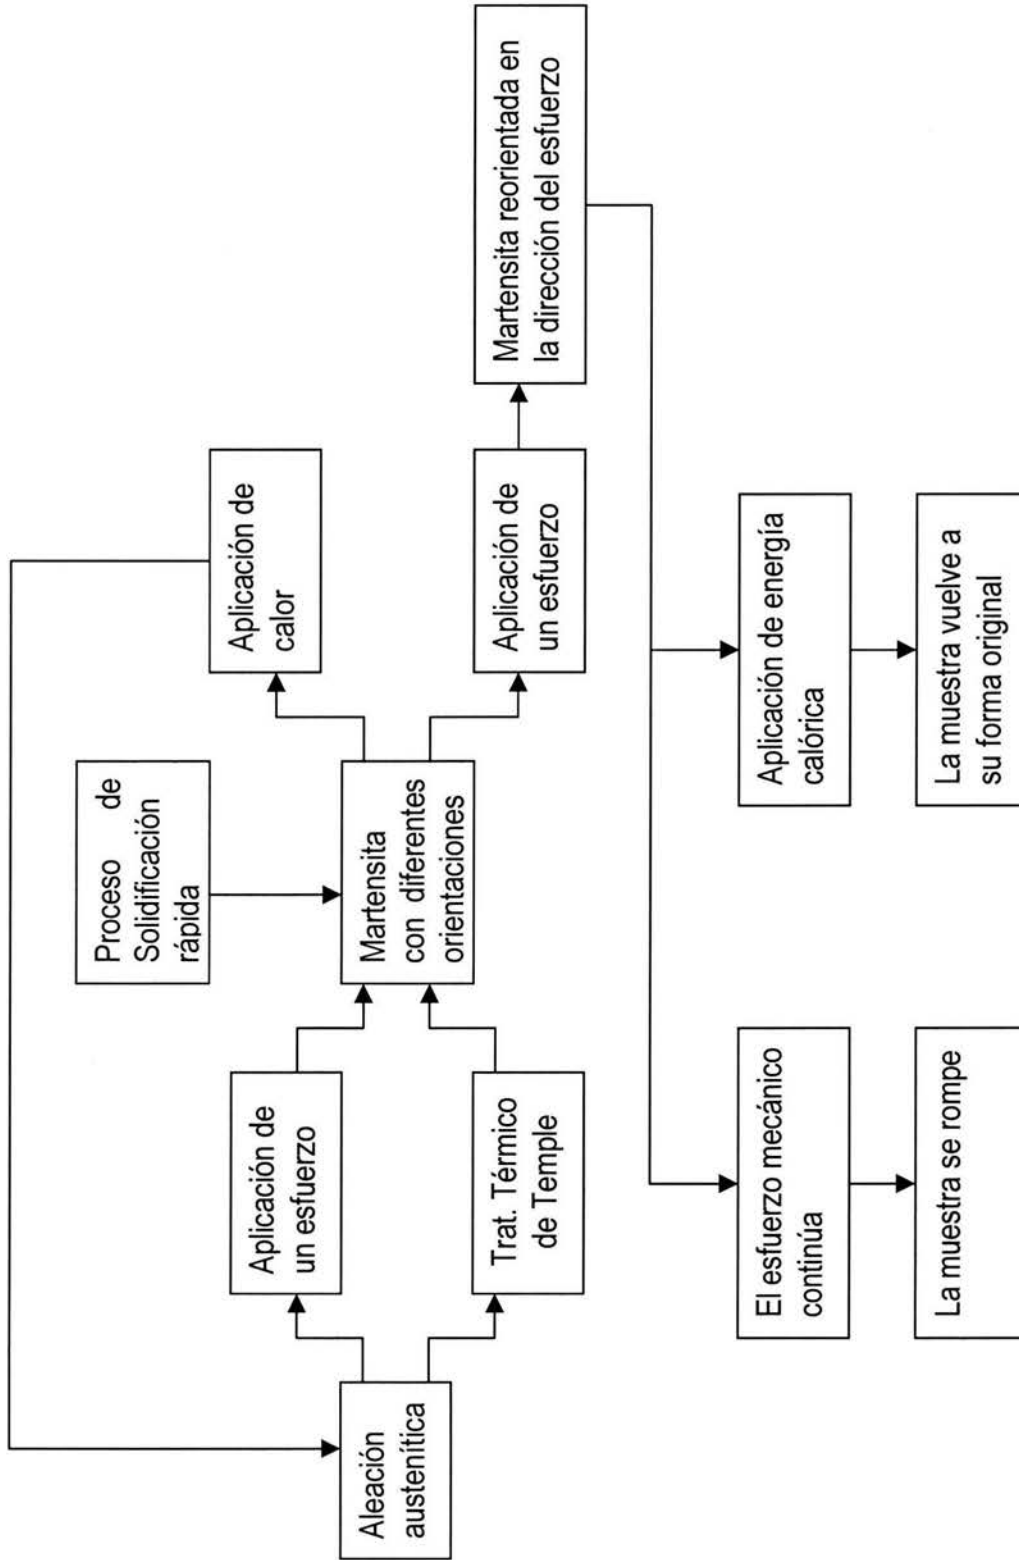 Proceso de
Solidificación
rápida
Aplicación de
calor
Aplicación de
un esfuerzo
Aleación
austenítica
Martensita
con diferentes
orientaciones
Trat. Térmico
de Temple
Aplicación de
un esfuerzo
Martensita reorientada en
la dirección del esfuerzo
El esfuerzo mecánico
continúa
Aplicación de energía
calórica
La muestra se rompe
La muestra vuelve a
su forma original